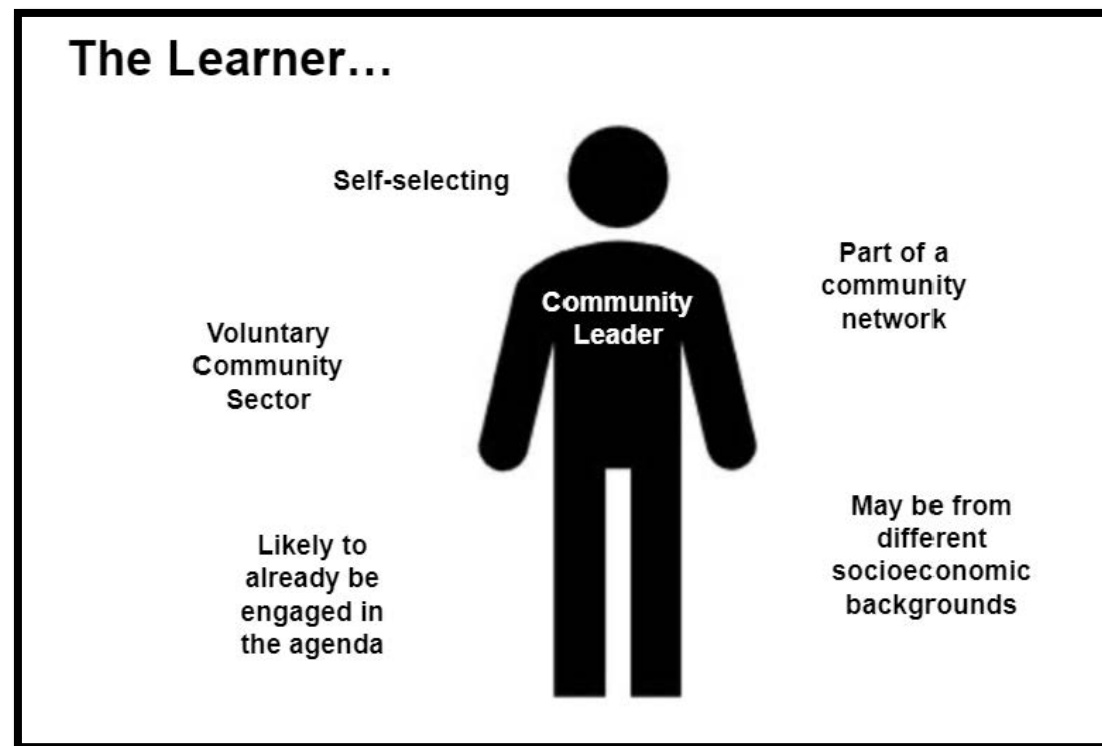 The Learner...
Self-selecting
Community
Leader
Part of a
community
network
Voluntary
Community
Sector
Likely to
already be
engaged in
the agenda
May be from
different
socioeconomic
backgrounds